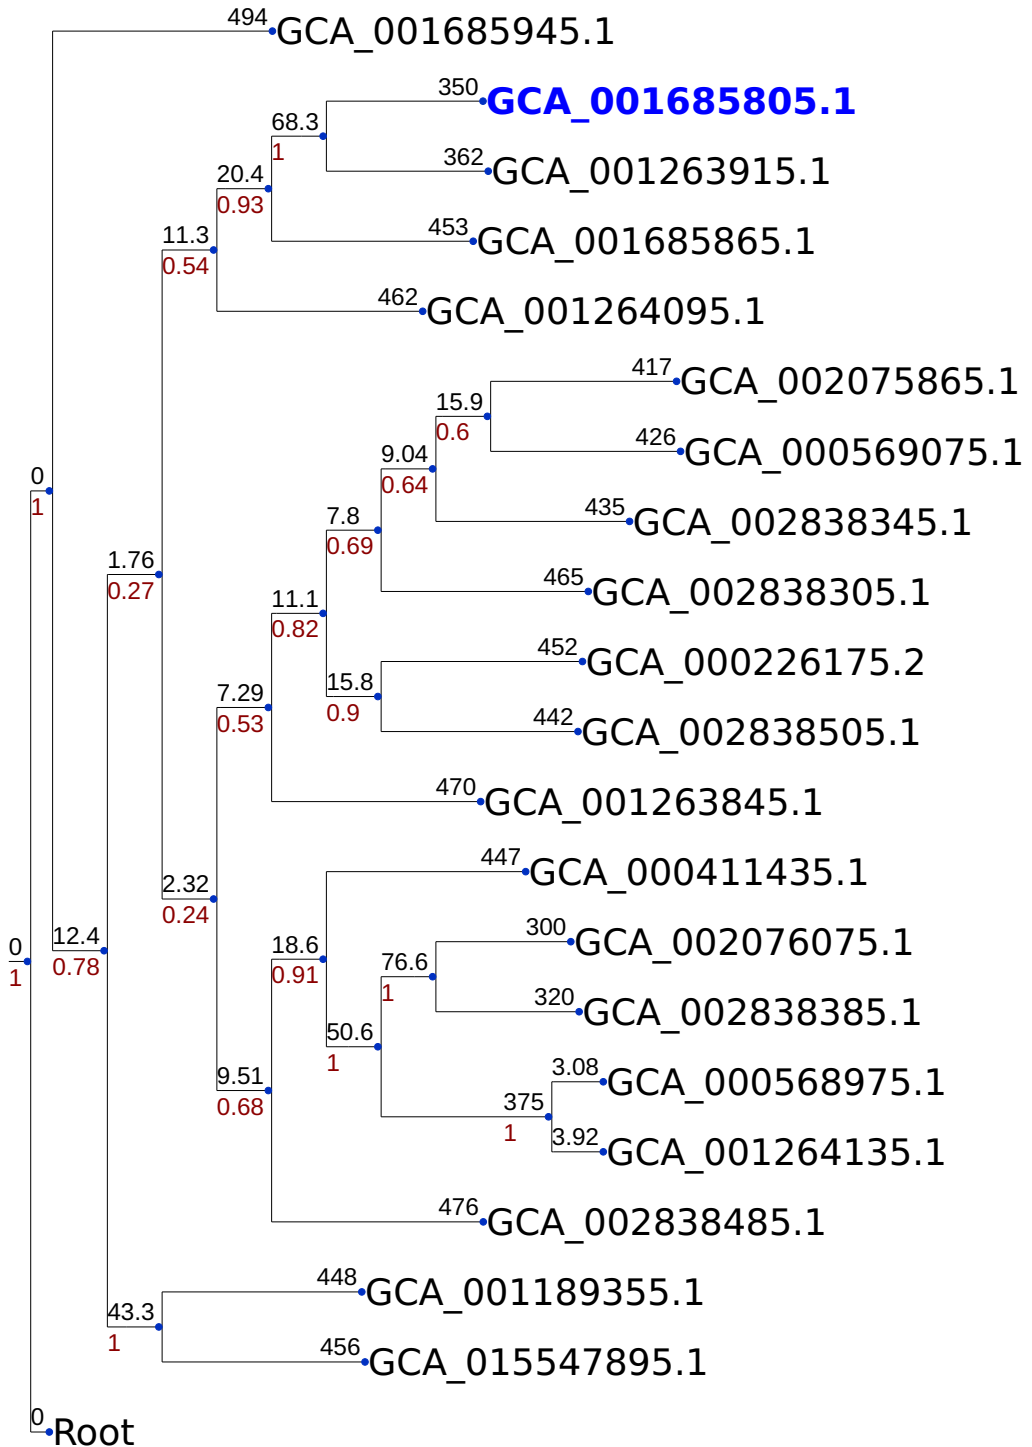 494 GCA_001685945.1
350 GCA_001685805.1
68.3
1
362 GCA_001263915.1
20.4
0.93
453 GCA_001685865.1
11.3
0.54
462 GCA_001264095.1
417 GCA_002075865.1
15.9
0.6
426 GCA_000569075.1
9.04
0.64
0
1
435 GCA_002838345.1
7.8
0.69
1.76
0.27
465 GCA_002838305.1
11.1
0.82
452 GCA_000226175.2
15.8
0.9
7.29
0.53
442 GCA_002838505.1
470 GCA_001263845.1
447 GCA_000411435.1
2.32
0.24
300 GCA_002076075.1
0
1
12.4
0.78
18.6
0.91
76.6
1
320 GCA_002838385.1
50.6
1
3.08 GCA_000568975.1
9.51
0.68
375
1
3.92 GCA_001264135.1
476 GCA_002838485.1
448 GCA_001189355.1
43.3
1
456 GCA_015547895.1
0 Root